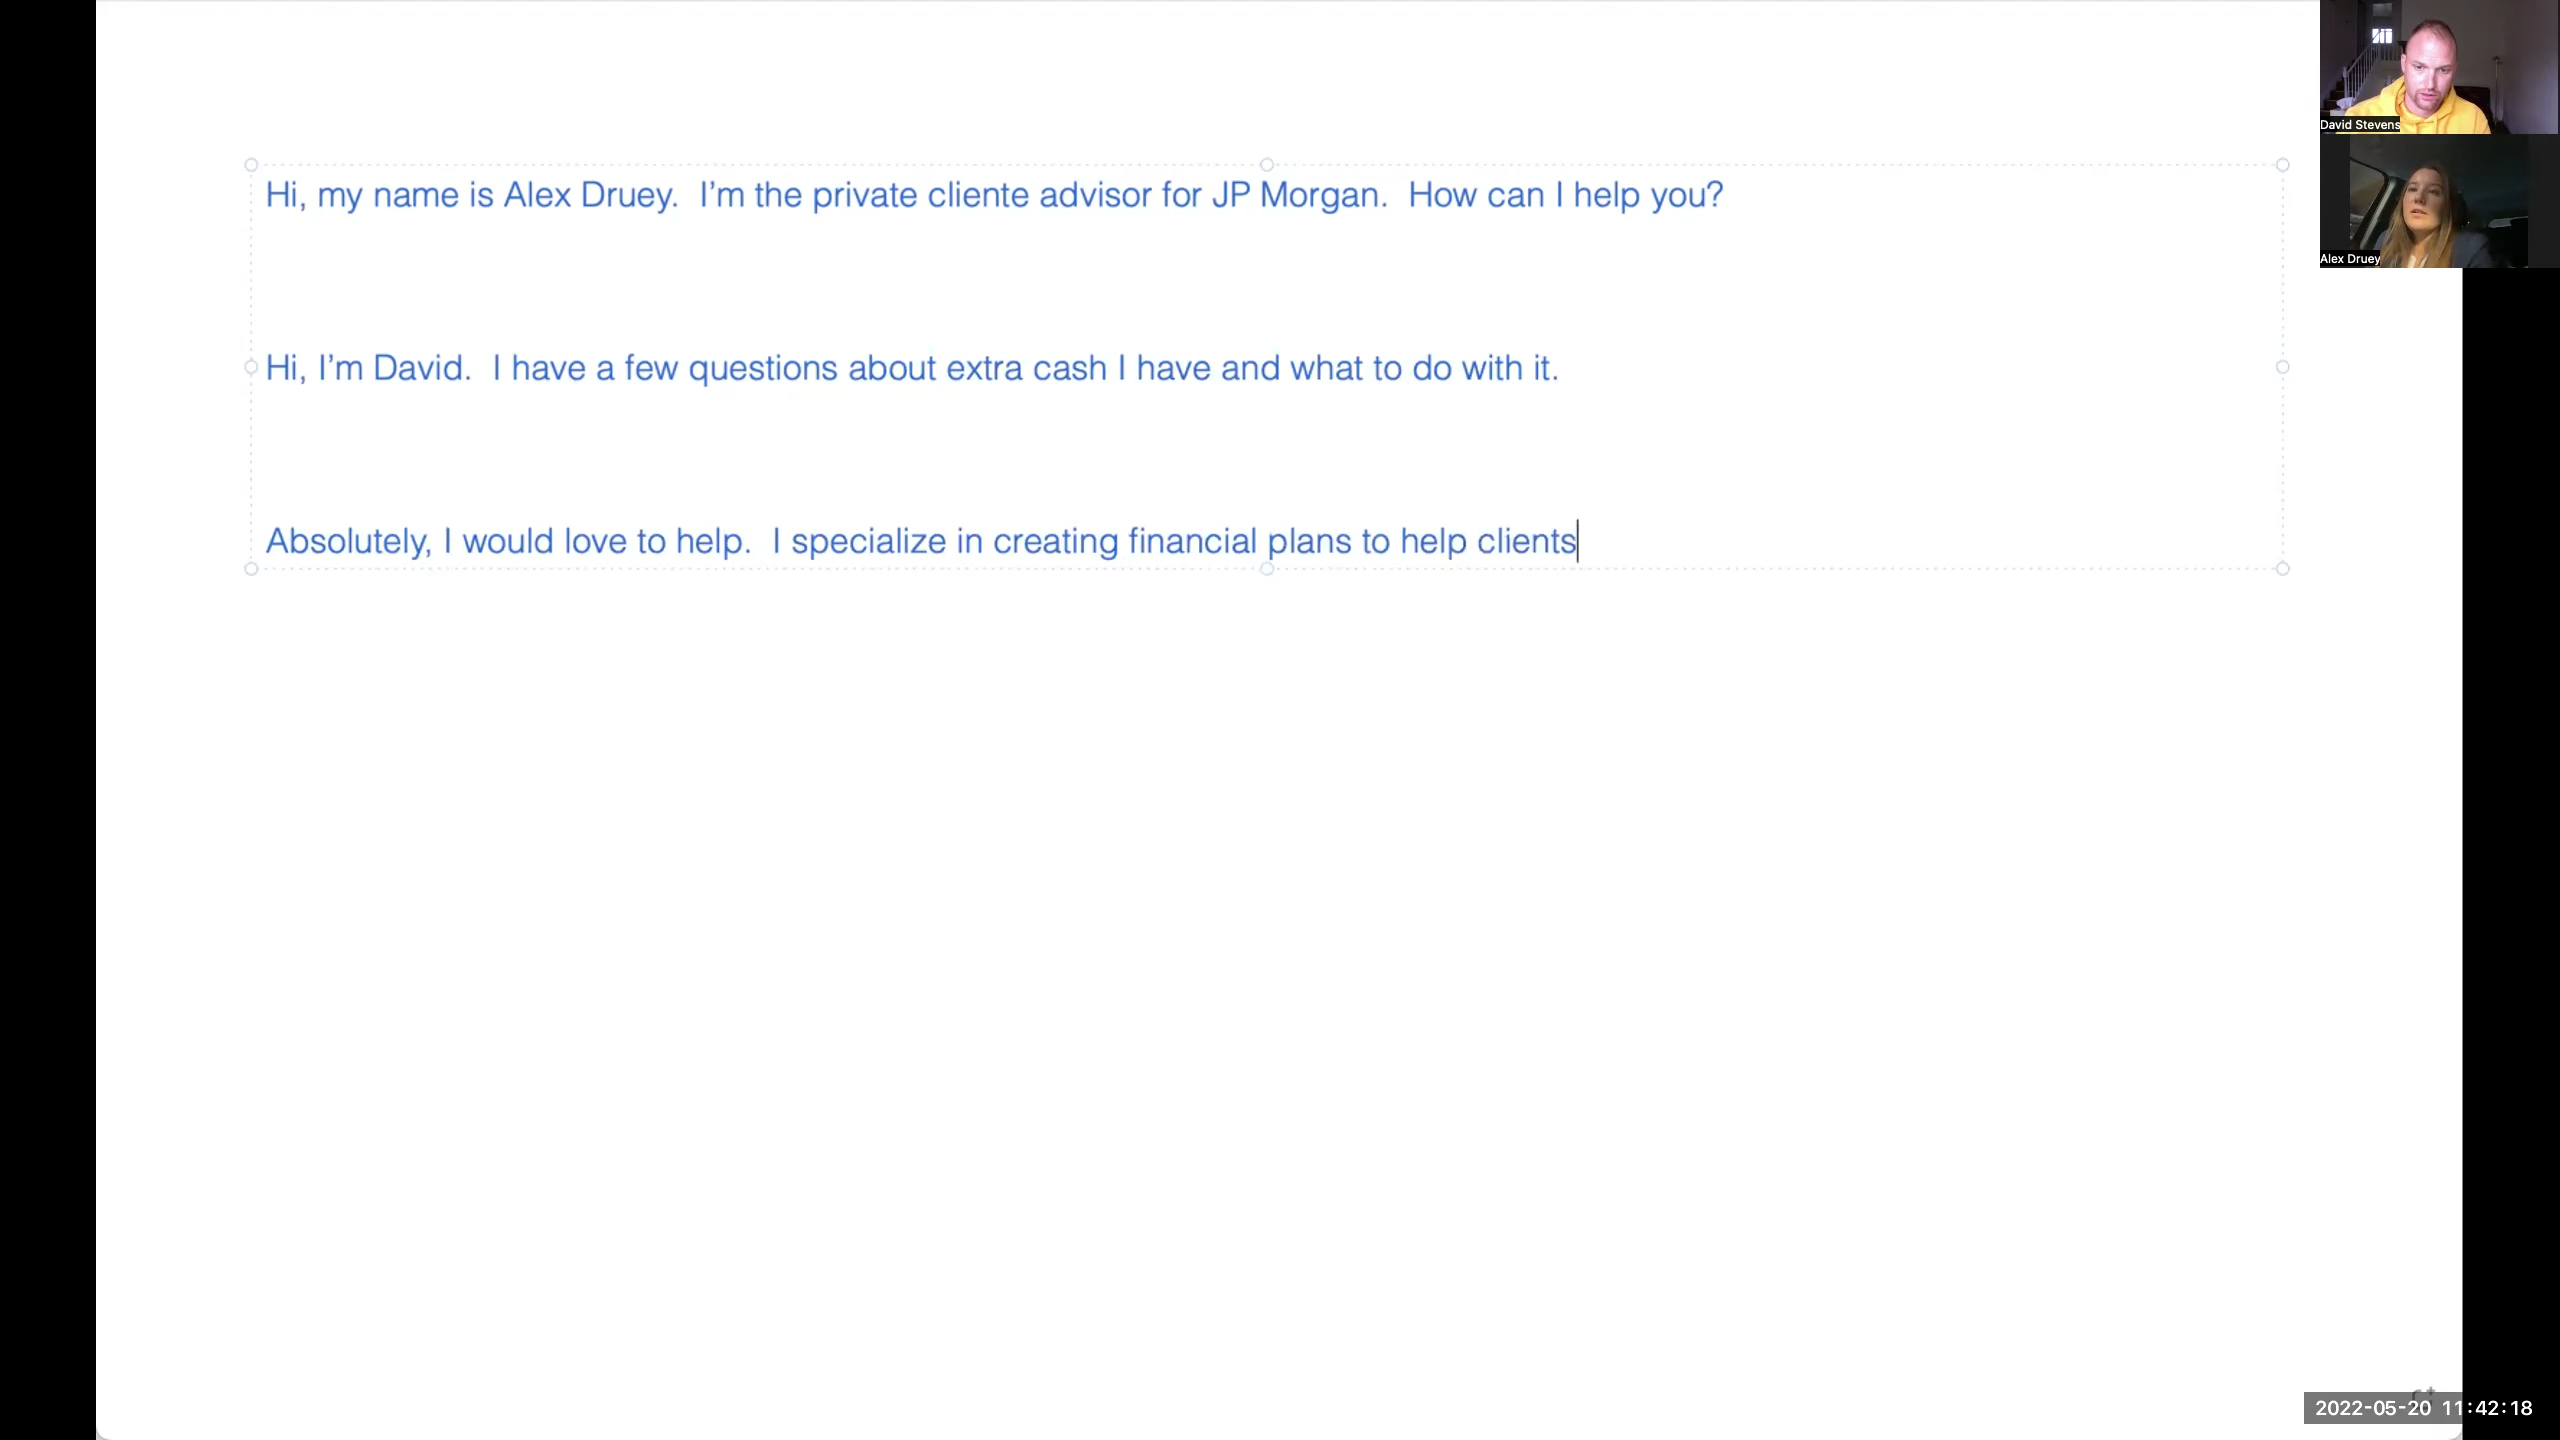 Hi, my name is Alex Druey.  I’m the private cliente advisor for JP Morgan.  How can I help you?
Hi, I’m David.  I have a few questions about extra cash I have and what to do with it.
Absolutely, I would love to help.  I specialize in creating financial plans to help clients
David Stevens
Alex Druey
2022-05-20 11:42:18